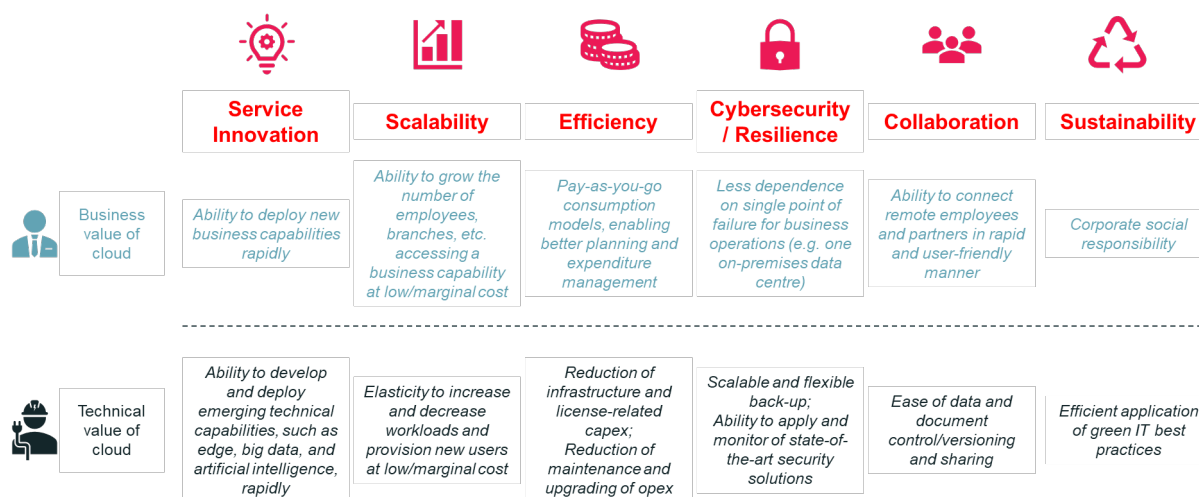 Service
Innovation
Scalability
Efficiency
Cybersecurity
/ Resilience
Collaboration
Sustainability
Business
value of
cloud
Ability to deploy new
business capabilities
rapidly
Ability to grow the
number of
employees,
branches, etc.
accessing a
business capability
at low/marginal cost
Pay-as-you-go
consumption
models, enabling
better planning and
expenditure
management
Less dependence
on single point of
failure for business
operations (e.g. one
on-premises data
centre)
Ability to connect
remote employees
and partners in rapid
and user-friendly
manner
Corporate social
responsibility
Technical
value of
cloud
Ability to develop
and deploy
emerging technical
capabilities, such as
edge, big data, and
artificial intelligence,
rapidly
Elasticity to increase
and decrease
workloads and
provision new users
at low/marginal cost
Reduction of
infrastructure and
license-related
capex;
Reduction of
maintenance and
upgrading of opex
Scalable and flexible
back-up;
Ability to apply and
monitor of state-of-
the-art security
solutions
Ease of data and
document
control/versioning
and sharing
Efficient application
of green IT best
practices